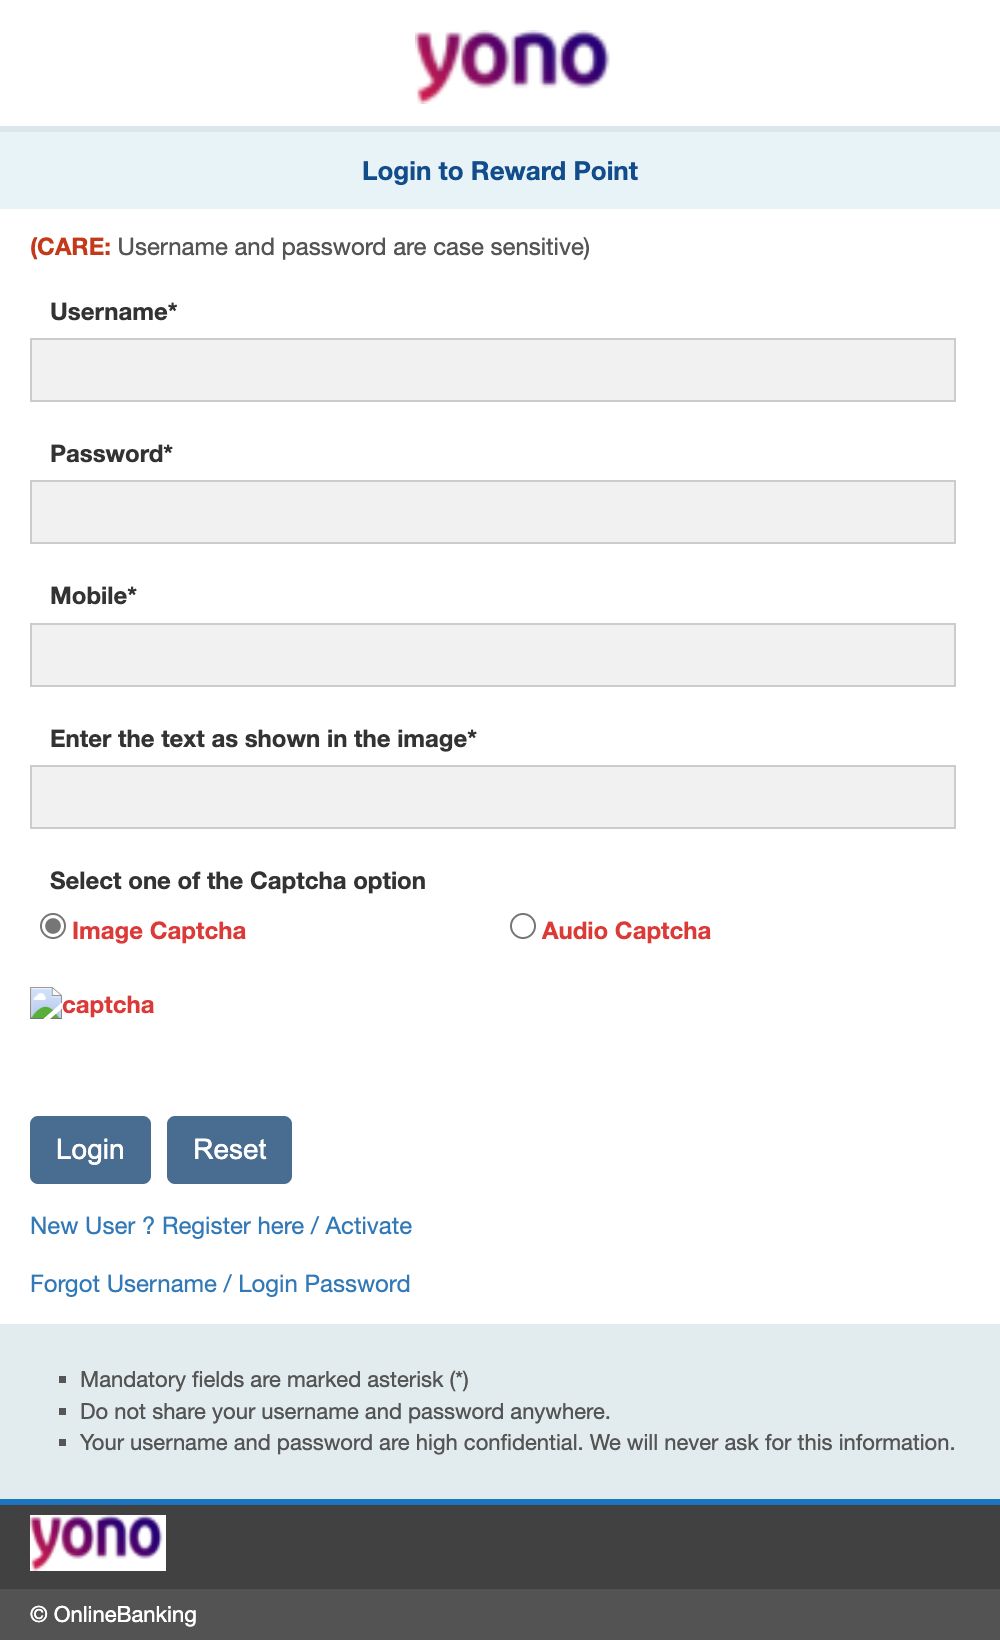 yono
Login to Reward Point
(CARE: Username and password are case sensitive)
Username*
Password*
Mobile*
Enter the text as shown in the image*
Select one of the Captcha option
Image Captcha Audio Captcha
captcha
Login Reset
New User ? Register here / Activate
Forgot Username / Login Password
Mandatory fields are marked asterisk (*)
Do not share your username and password anywhere.
Your username and password are high confidential. We will never ask for this information.
yono
© OnlineBanking